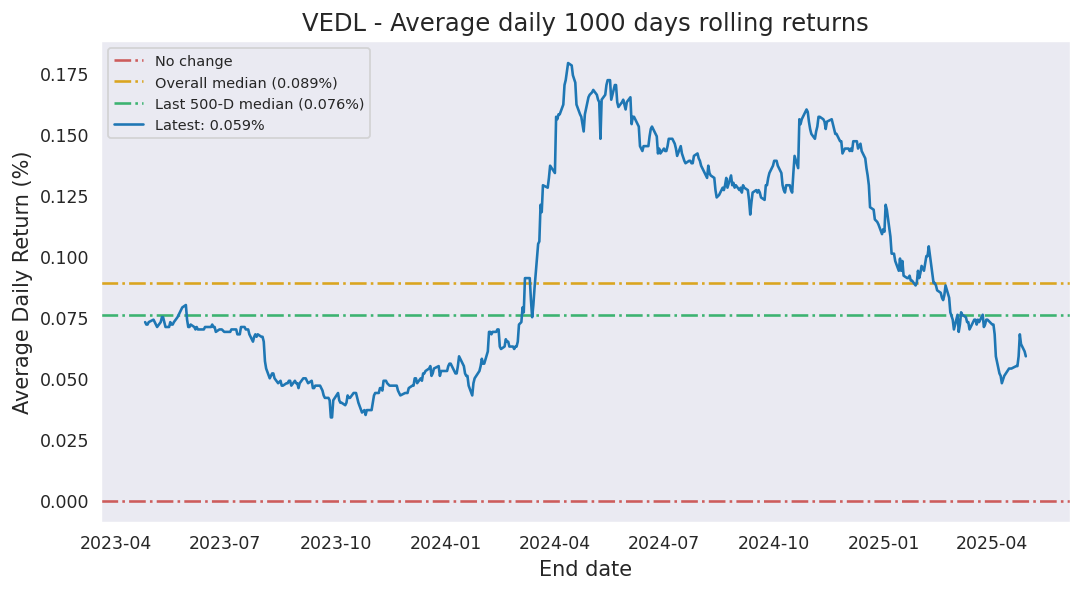 VEDL - Average daily 1000 days rolling returns
No change
Overall median (0.089%)
Last 500-D median (0.076%)
Latest: 0.059%
Average Daily Return (%)
0.175
0.150
0.125
0.100
0.075
0.050
0.025
0.000
2023-04 2023-07 2023-10 2024-01 2024-04 2024-07 2024-10 2025-01 2025-04
End date